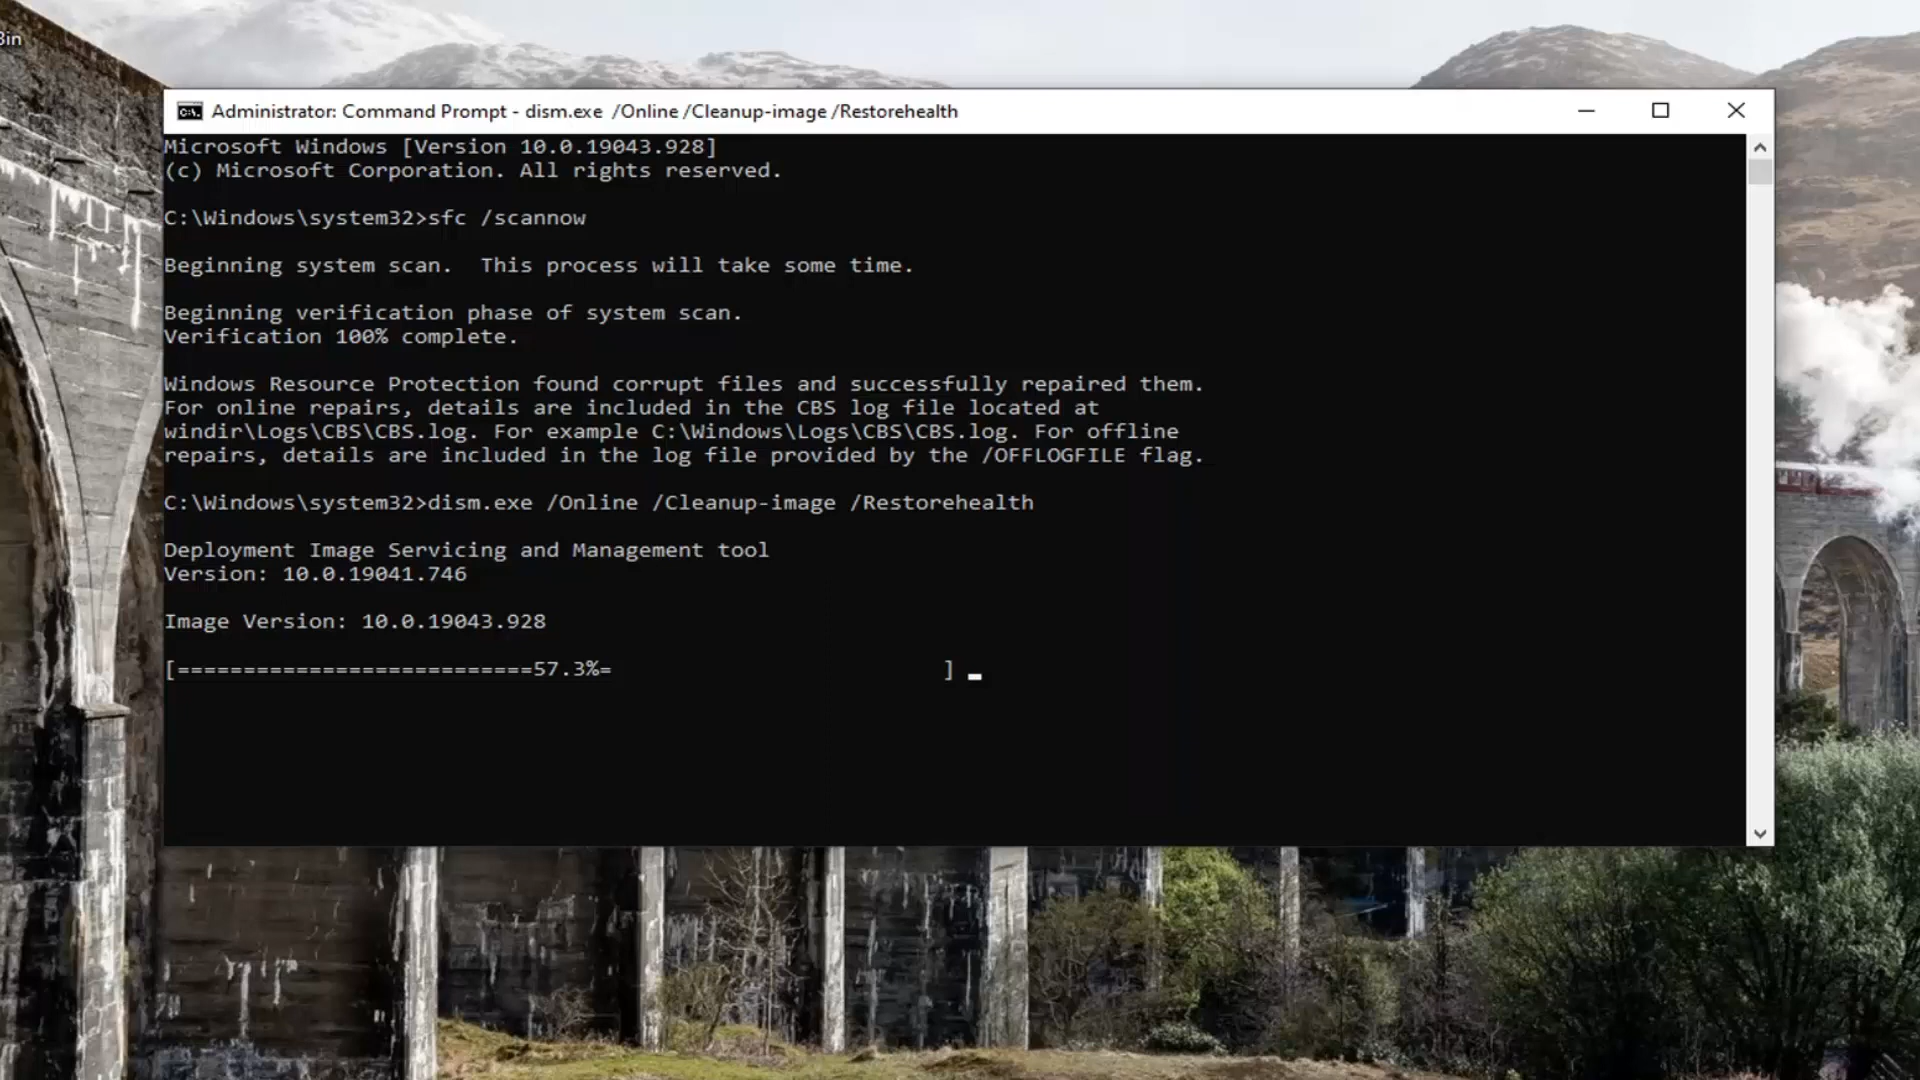 Bin
Administrator: Command Prompt - dism.exe  /Online /Cleanup-image /Restorehealth
Microsoft Windows [Version 10.0.19043.928]
(c) Microsoft Corporation. All rights reserved.
C:\Windows\system32>sfc /scannow
Beginning system scan.  This process will take some time.
Beginning verification phase of system scan.
Verification 100% complete.
Windows Resource Protection found corrupt files and successfully repaired them.
For online repairs, details are included in the CBS log file located at
windir\Logs\CBS\CBS.log. For example C:\Windows\Logs\CBS\CBS.log. For offline
repairs, details are included in the log file provided by the /OFFLOGFILE flag.
C:\Windows\system32>dism.exe /Online /Cleanup-image /Restorehealth
Deployment Image Servicing and Management tool
Version: 10.0.19041.746
Image Version: 10.0.19043.928
[===========================57.3%=                          ]